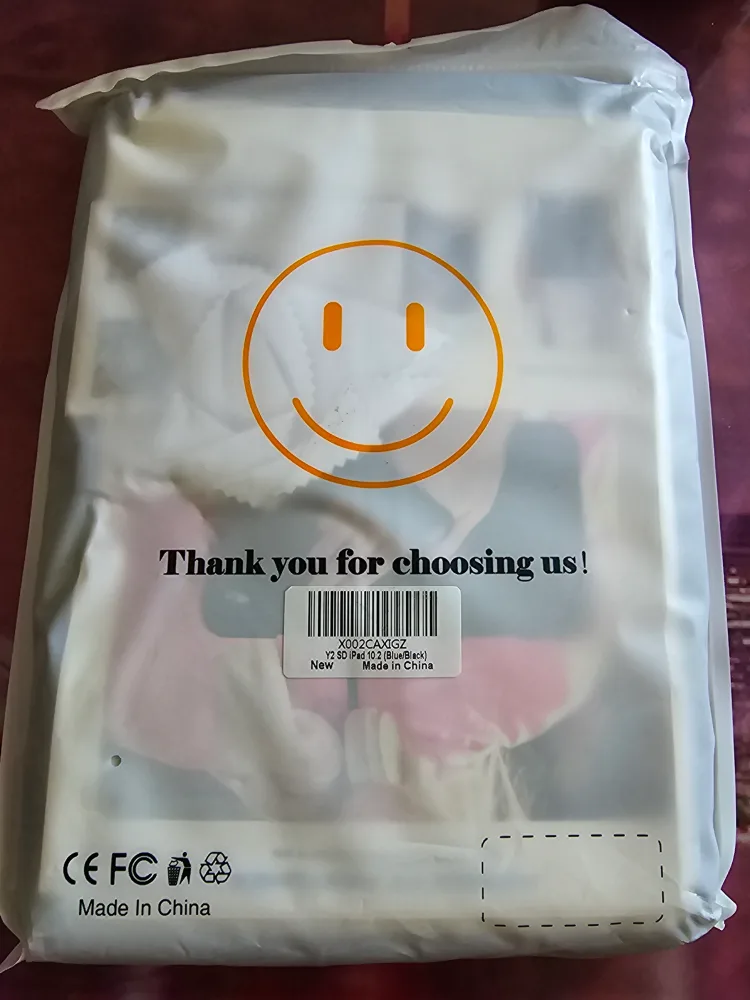 Thank you for choosing us!
X002CAXIGZ
Y2 SD iPad 10.2 (Blue/Black)
New Made in China
CE FC
Made In China